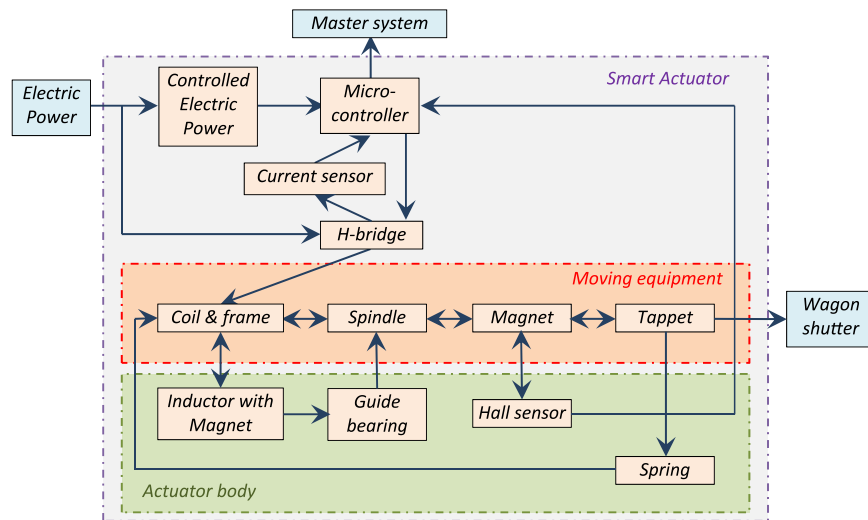 Master system
Smart Actuator
Electric
Power
Controlled
Electric
Power
Micro-
controller
Current sensor
H-bridge
Moving equipment
Coil & frame
Spindle
Magnet
Tappet
Wagon
shutter
Inductor with
Magnet
Guide
bearing
Hall sensor
Spring
Actuator body